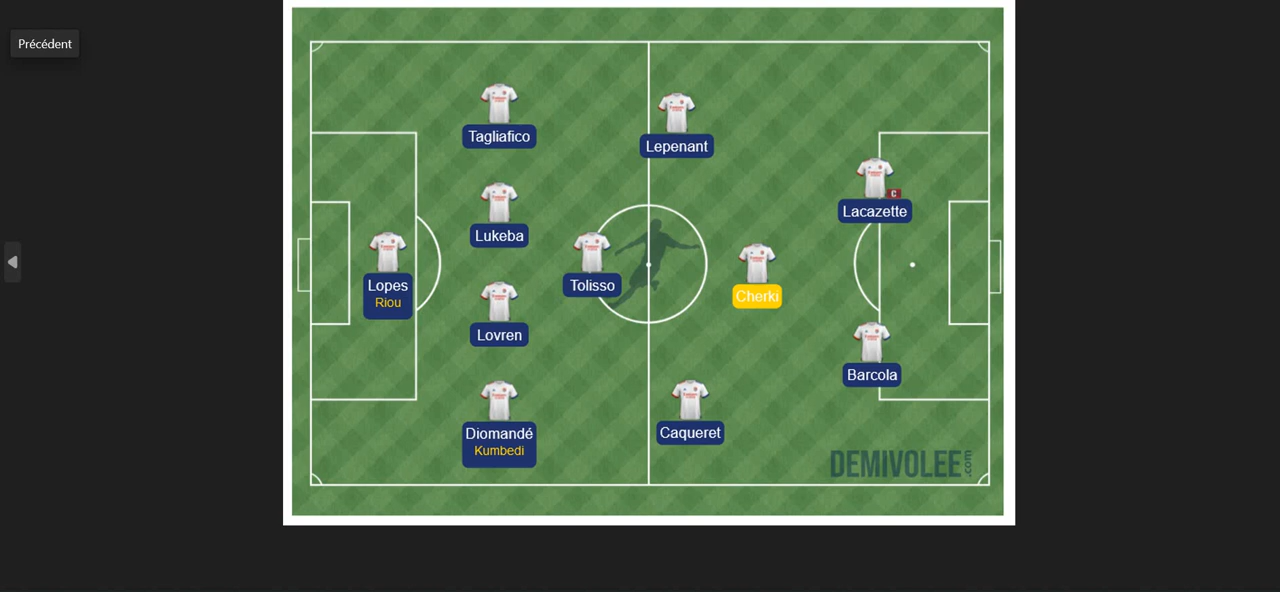 Précédent
Tagliafico
Lepenant
Lacazette
C
Lukeba
Lopes
Riou
Tolisso
Cherki
Lovren
Barcola
Diomandé
Kumbedi
Caqueret
DEMIVOLEE.com